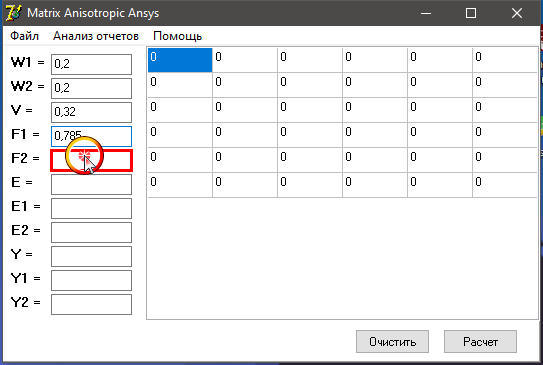 Matrix Anisotropic Ansys
Файл Анализ отчетов Помощь
W1 = 0,2
W2 = 0,2
V = 0,32
F1 = 0,785
F2 =
E =
E1 =
E2 =
Y =
Y1 =
Y2 =
0 0 0 0 0 0
0 0 0 0 0 0
0 0 0 0 0 0
0 0 0 0 0 0
0 0 0 0 0 0
0 0 0 0 0 0
Очистить Расчет